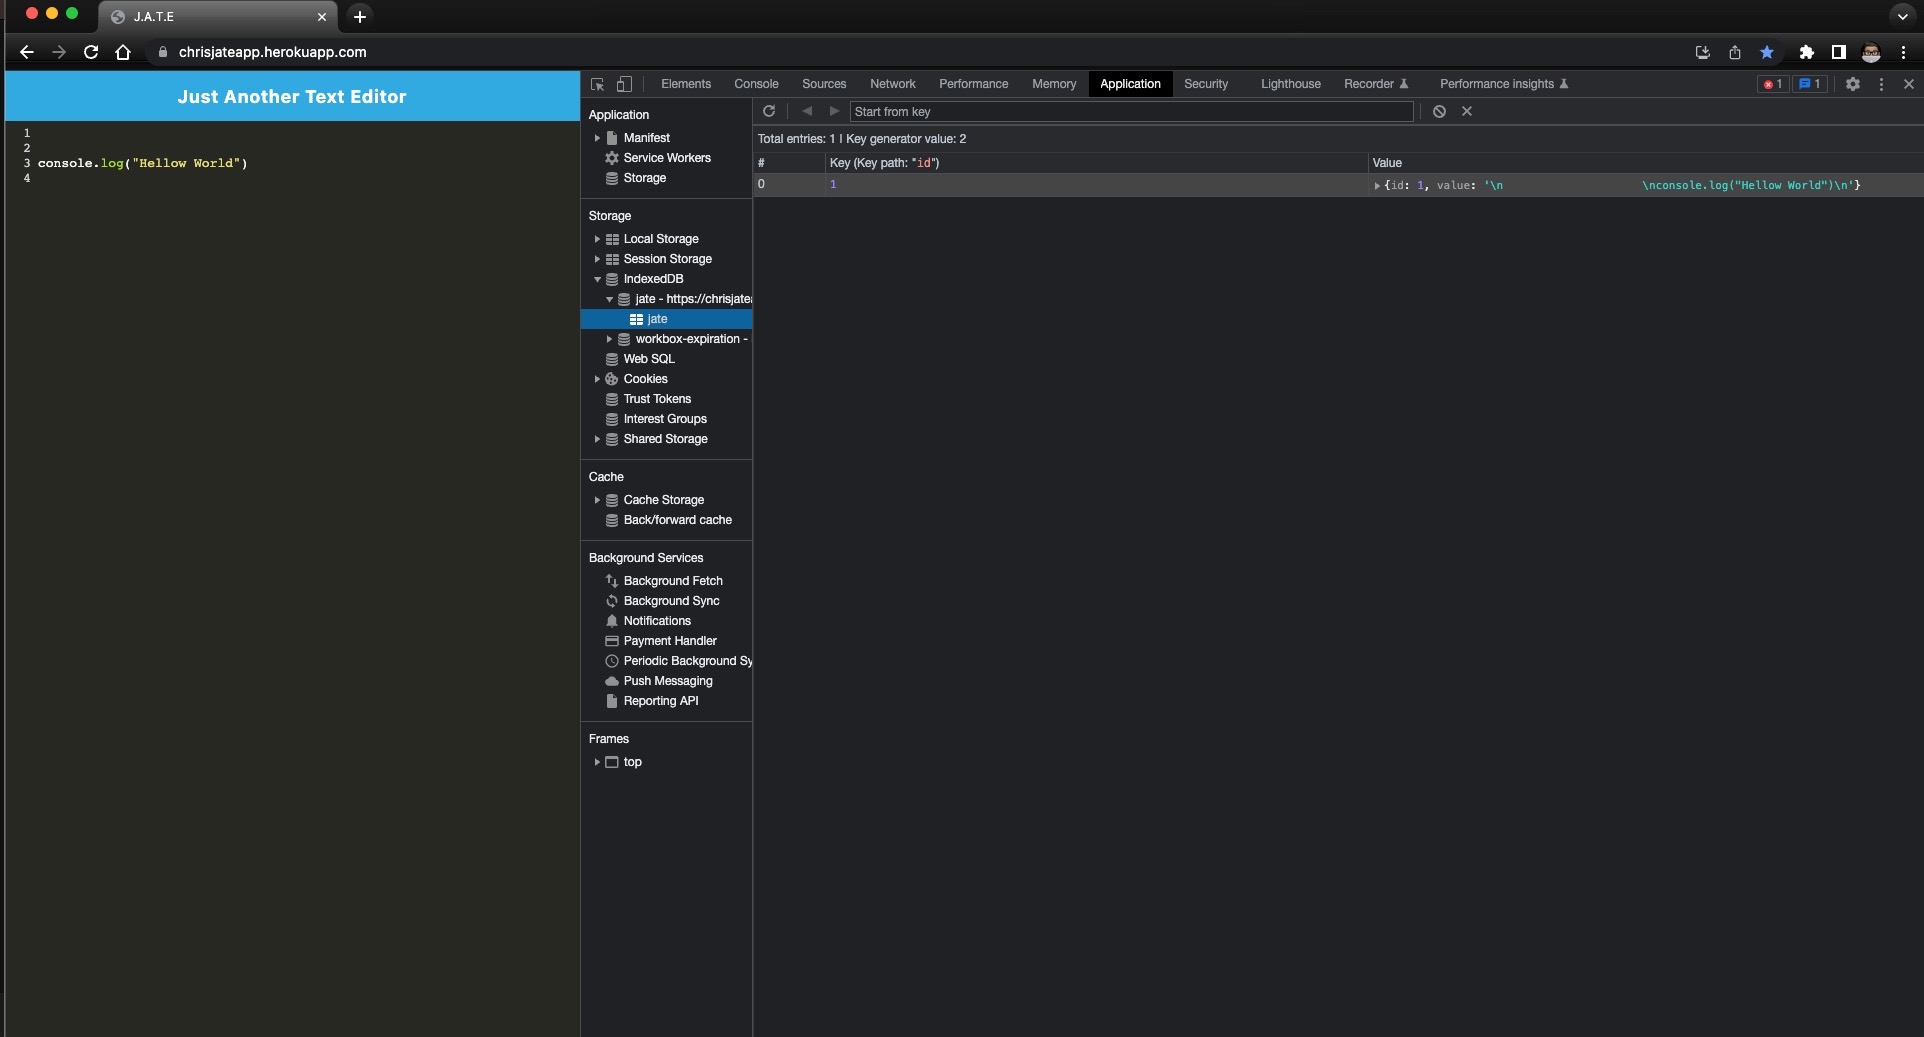 J.A.T.E
chrisjateapp.herokuapp.com
Just Another Text Editor
1
2
3 console.log("Hellow World")
4
Elements Console Sources Network Performance Memory Application Security Lighthouse Recorder Performance insights 1 1
Application
Manifest
Service Workers
Storage
Storage
Local Storage
Session Storage
IndexedDB
jate - https://chrisjatea
jate
workbox-expiration -
Web SQL
Cookies
Trust Tokens
Interest Groups
Shared Storage
Cache
Cache Storage
Back/forward cache
Background Services
Background Fetch
Background Sync
Notifications
Payment Handler
Periodic Background Sy
Push Messaging
Reporting API
Frames
top
Start from key
Total entries: 1 | Key generator value: 2
# Key (Key path: "id") Value
0 1 {id: 1, value: '\n \nconsole.log("Hellow World")\n'}